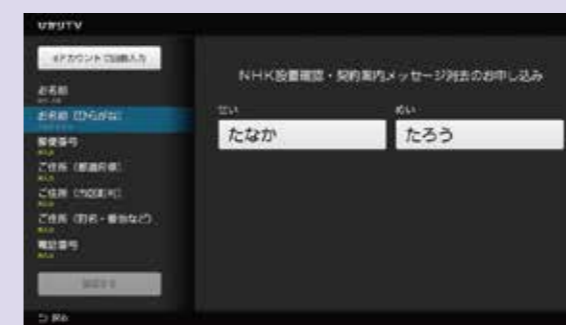 ひかりTV
お名前
お名前（ひらがな）
郵便番号
ご住所（都道府県）
ご住所（市区町村）
ご住所（町名・番地など）
電話番号
確認する
戻る
NHK設置確認・契約案内メッセージ消去のお申し込み
せい
めい
たなか
たろう